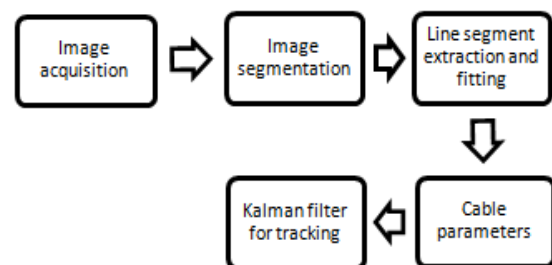 Image
acquisition
Image
segmentation
Line segment
extraction and
fitting
Cable
parameters
Kalman filter
for tracking